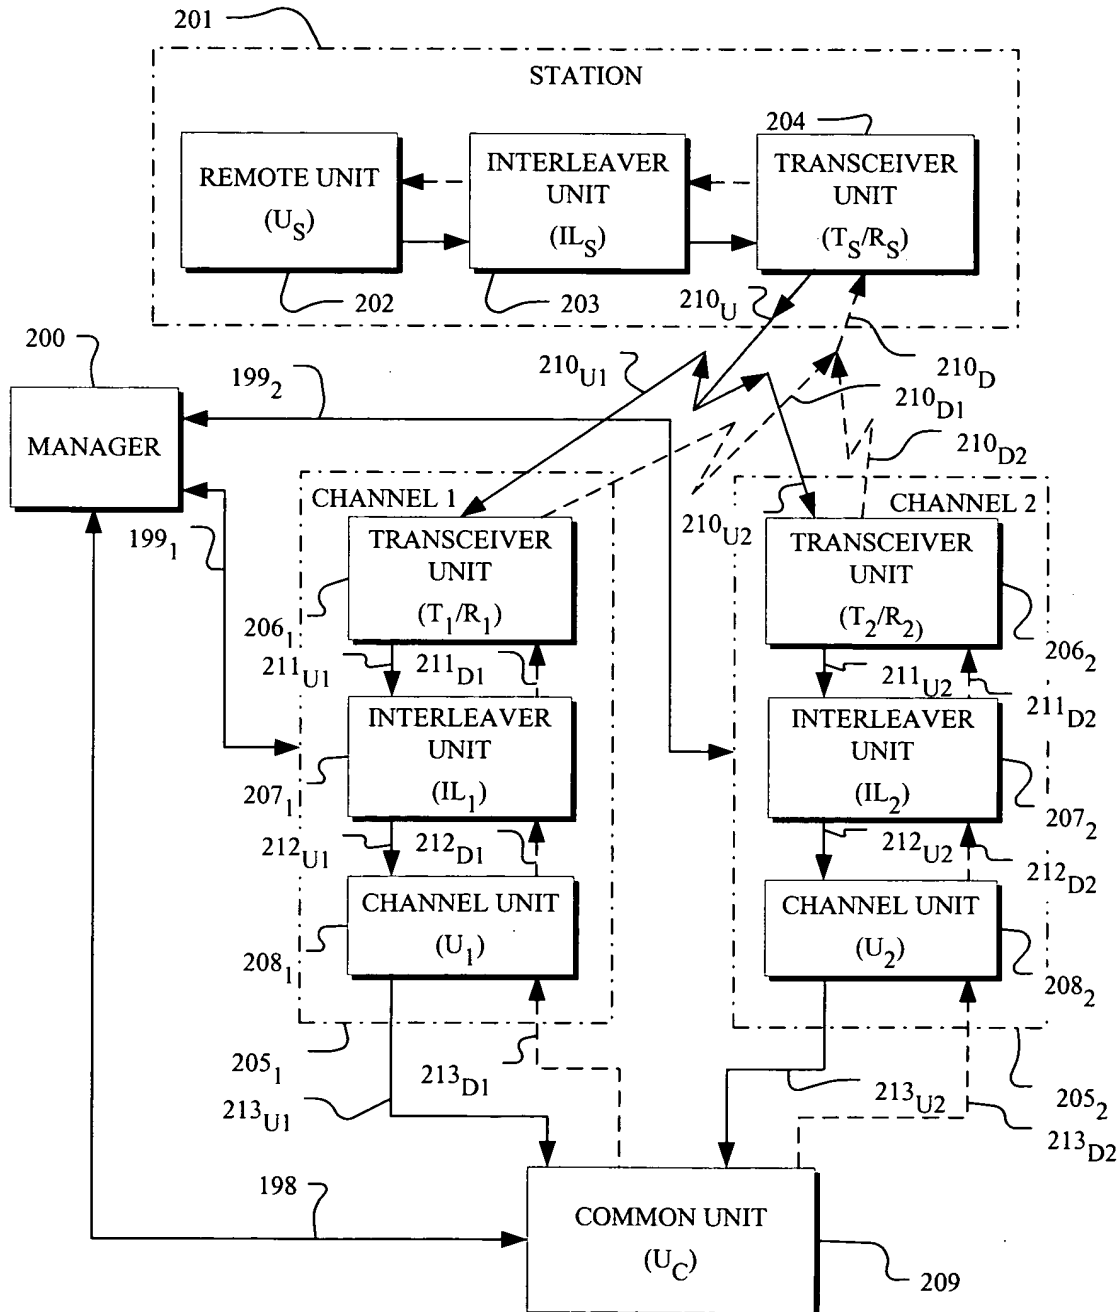 201
STATION
204
REMOTE UNIT
(U_S)
INTERLEAVER
UNIT
(IL_S)
TRANSCEIVER
UNIT
(T_S/R_S)
202
203
210_U
200
199_2
210_U1
210_D
210_D1
MANAGER
210_D2
CHANNEL 1
CHANNEL 2
199_1
210_U2
TRANSCEIVER
UNIT
(T_1/R_1)
TRANSCEIVER
UNIT
(T_2/R_2)
206_1
206_2
211_U1
211_D1
211_U2
211_D2
INTERLEAVER
UNIT
(IL_1)
INTERLEAVER
UNIT
(IL_2)
207_1
207_2
212_U1
212_D1
212_U2
212_D2
CHANNEL UNIT
(U_1)
CHANNEL UNIT
(U_2)
208_1
208_2
205_1
213_D1
213_U2
205_2
213_U1
213_D2
198
COMMON UNIT
(U_C)
209